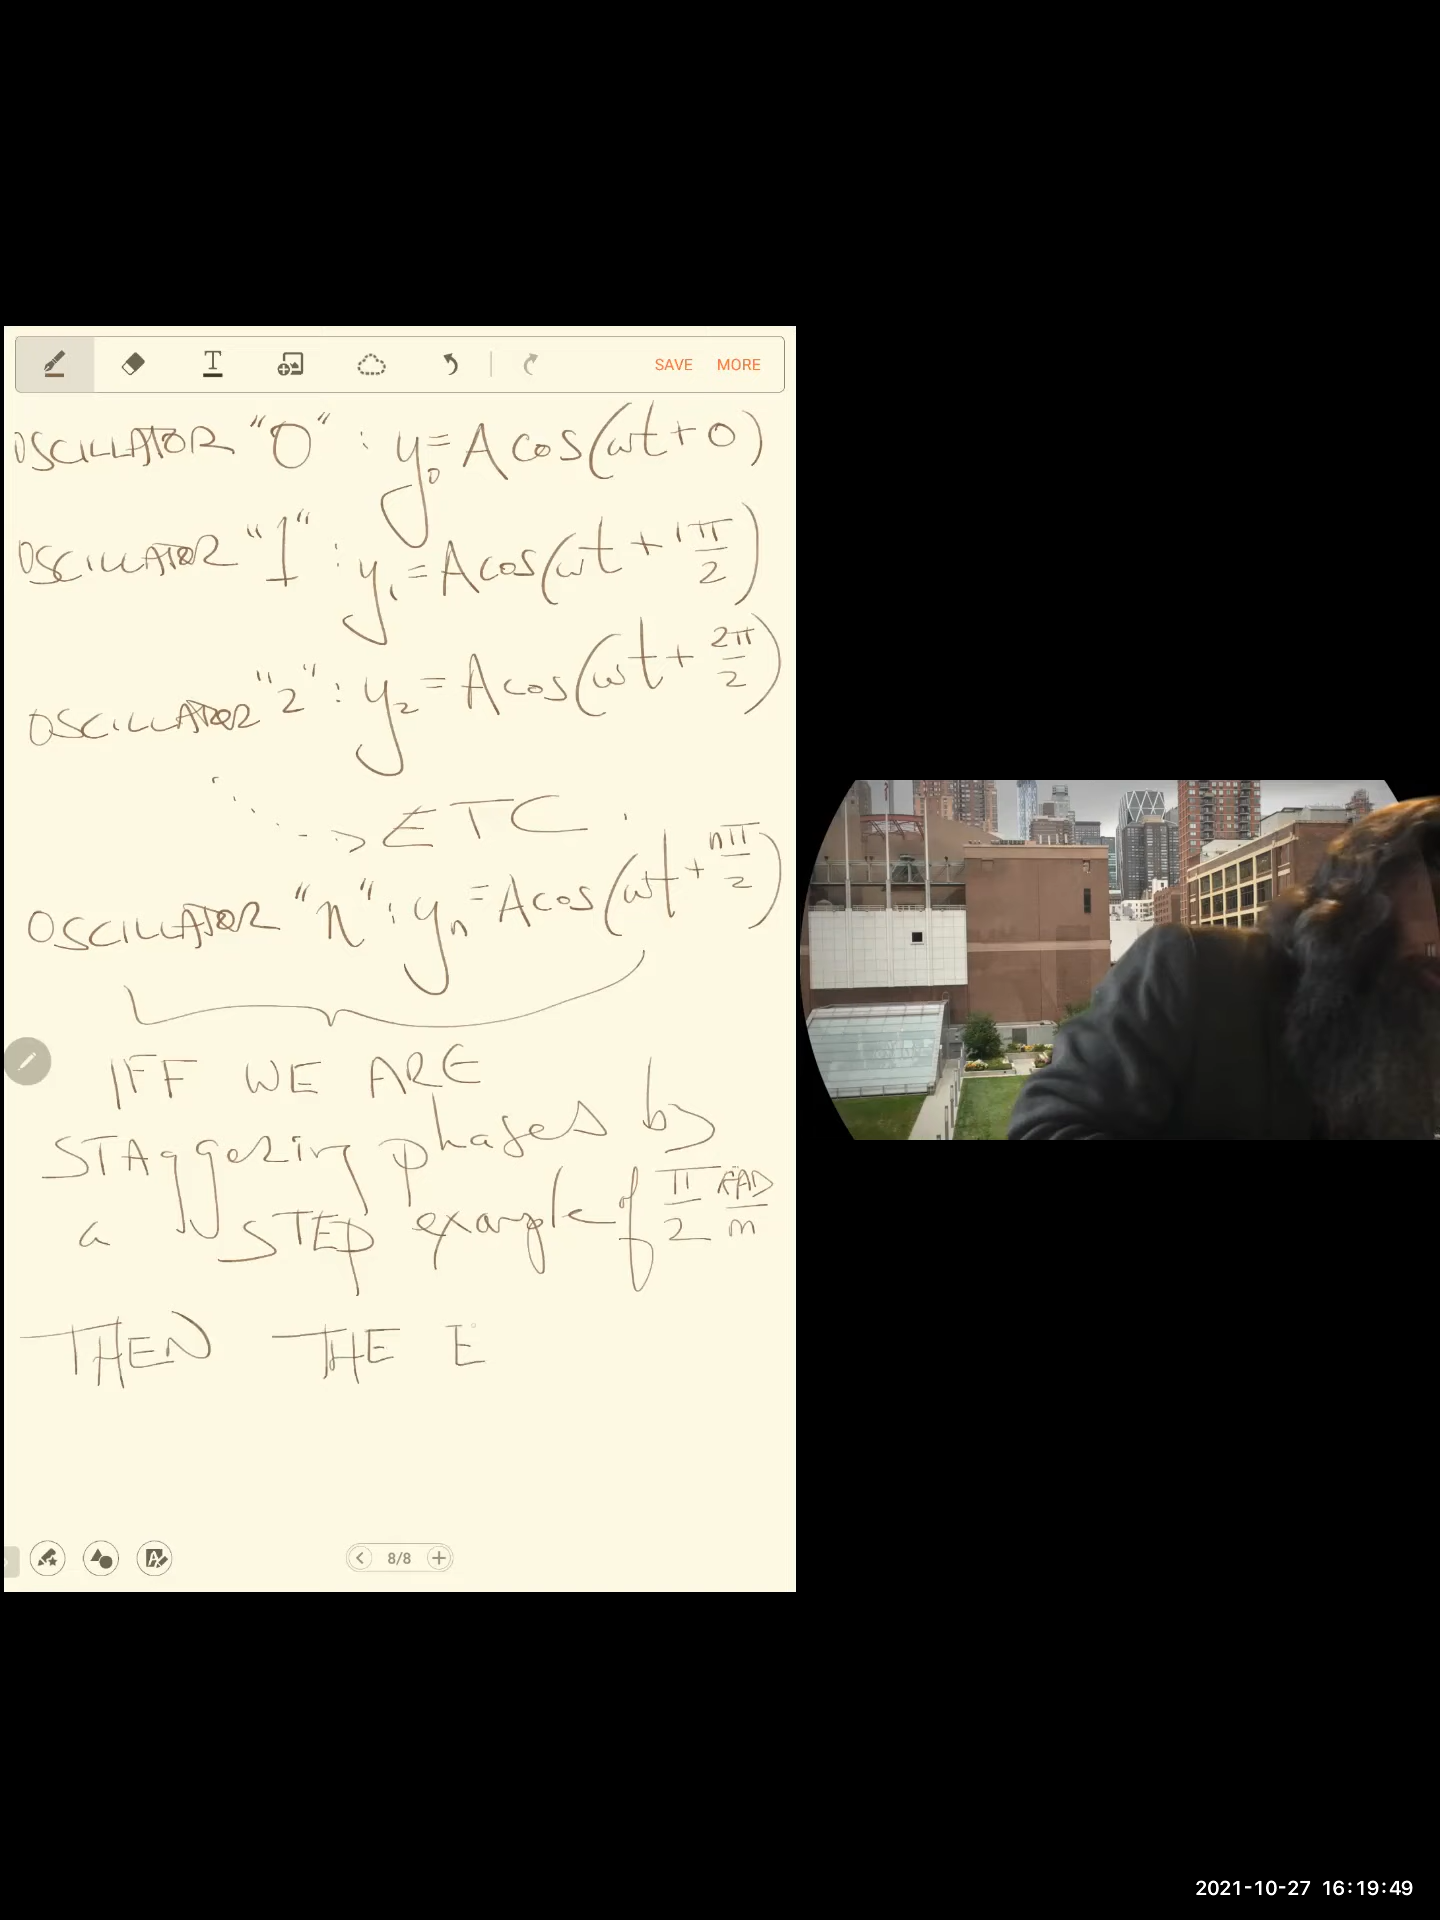 SAVE MORE
OSCILLATOR "0" : y₀ = A cos(ωt + 0)
OSCILLATOR "1" : y₁ = A cos(ωt + 1π/2)
OSCILLATOR "2" : y₂ = A cos(ωt + 2π/2)
⋱→ ETC.
OSCILLATOR "n" : yₙ = A cos(ωt + nπ/2)
IFF WE ARE
STAggering phases by
a STEP example of π/2 RAD/m
THEN THE E
8/8
2021-10-27 16:19:49